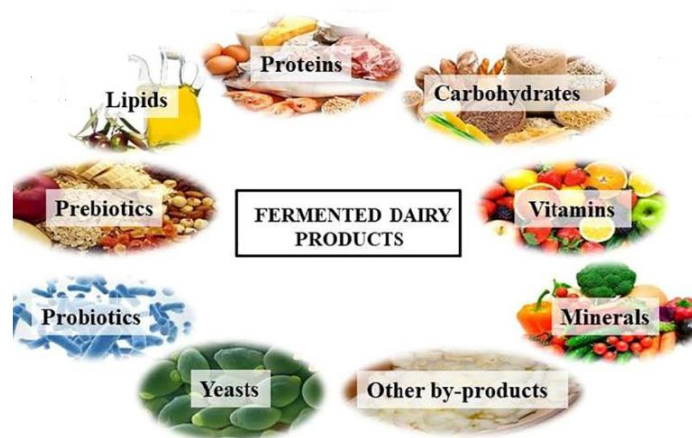 Proteins
Lipids
Carbohydrates
Prebiotics
FERMENTED DAIRY
PRODUCTS
Vitamins
Probiotics
Minerals
Yeasts
Other by-products